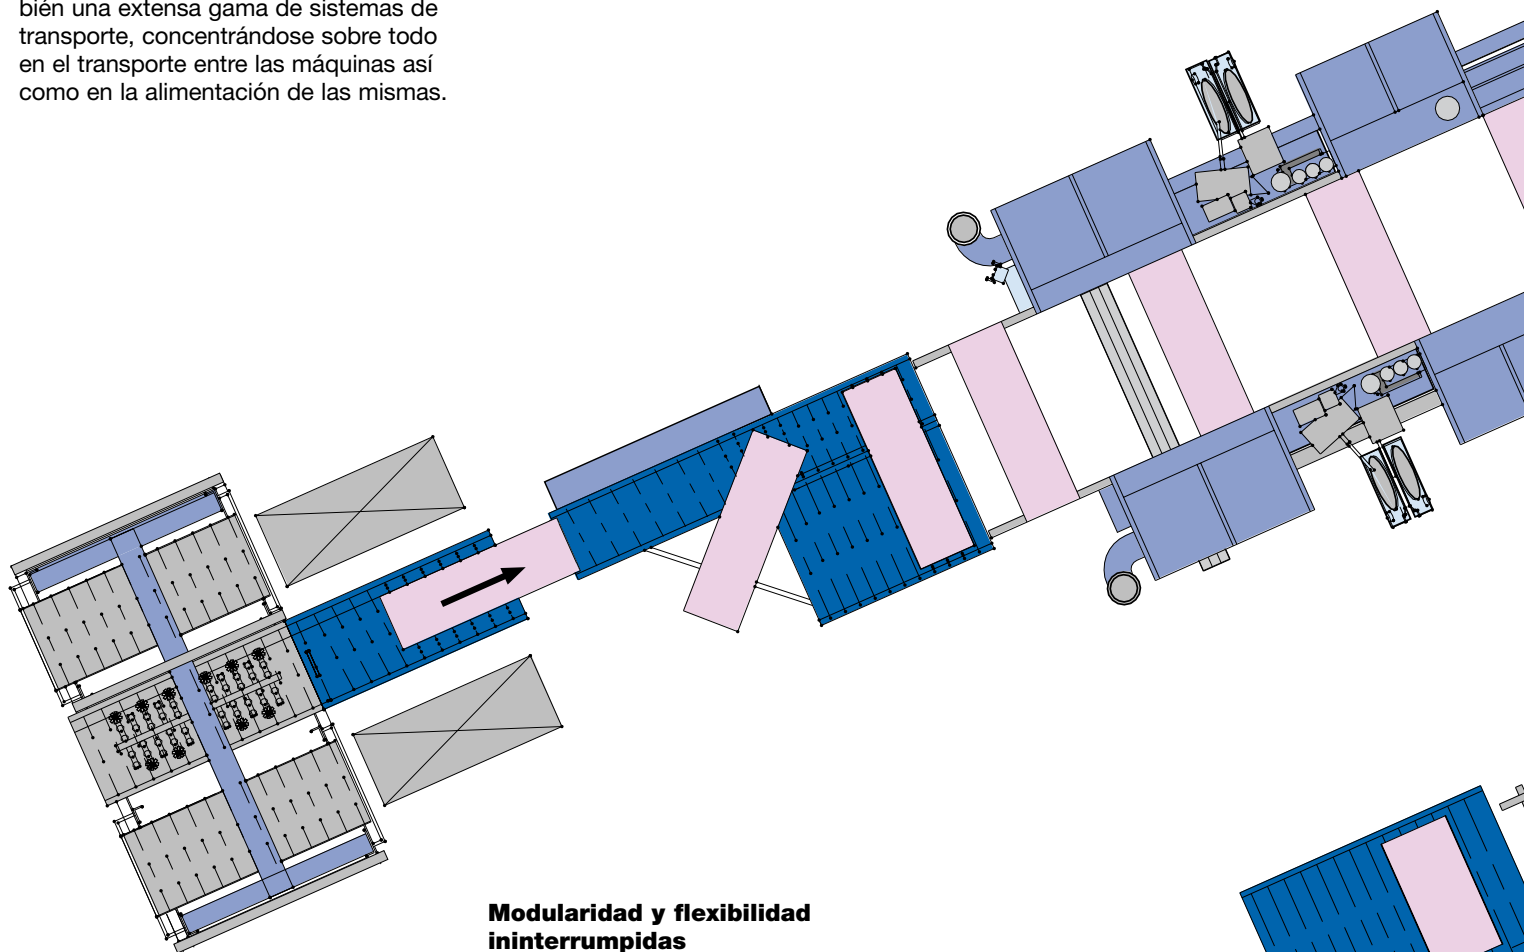 bién una extensa gama de sistemas de
transporte, concentrándose sobre todo
en el transporte entre las máquinas así
como en la alimentación de las mismas.
Modularidad y flexibilidad
ininterrumpidas